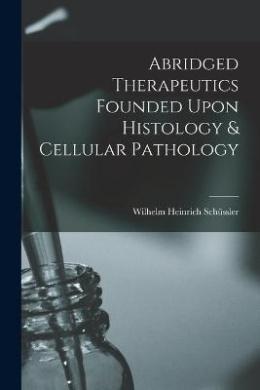 Abridged
Therapeutics
Founded Upon
Histology &
Cellular Pathology
Wilhelm Heinrich Schüssler